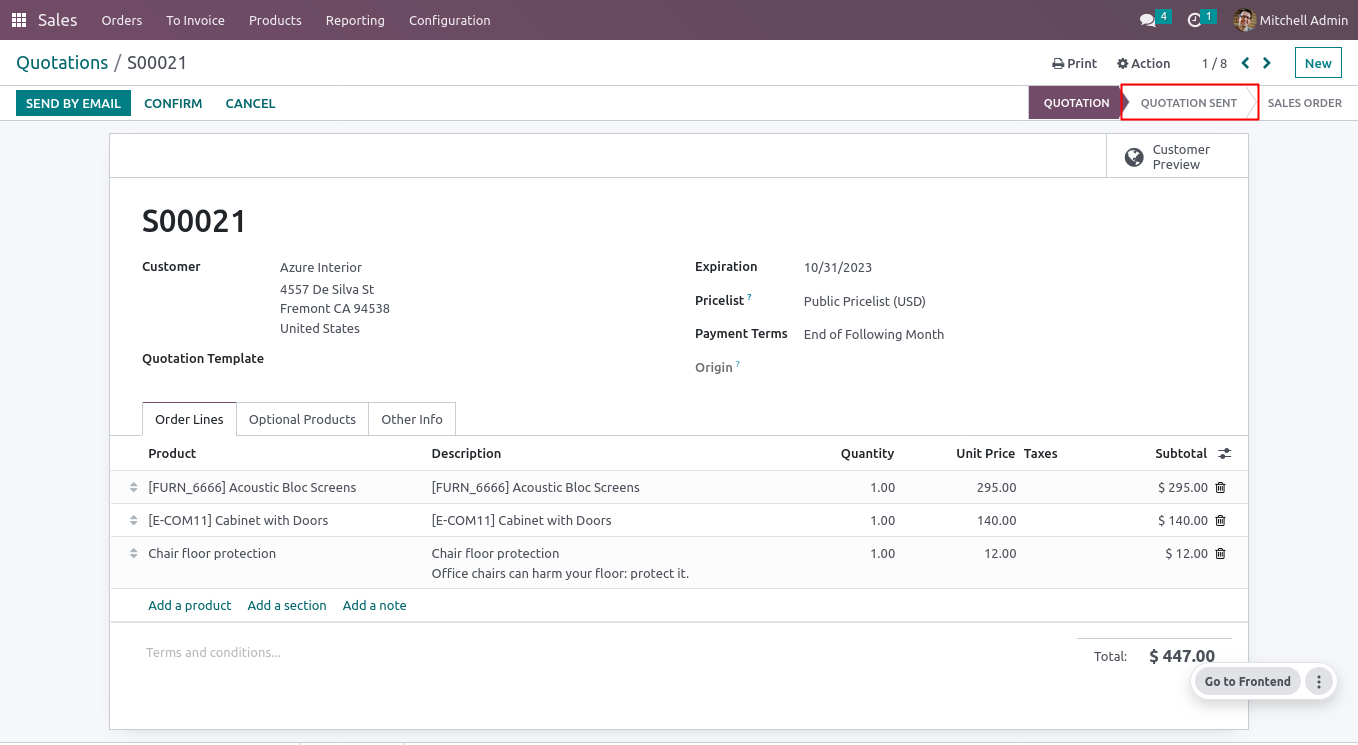 Sales Orders To Invoice Products Reporting Configuration 4 1 Mitchell Admin
Quotations / S00021 Print Action 1 / 8 New
SEND BY EMAIL CONFIRM CANCEL QUOTATION QUOTATION SENT SALES ORDER
Customer
Preview
S00021
Customer Azure Interior
4557 De Silva St
Fremont CA 94538
United States
Quotation Template
Expiration 10/31/2023
Pricelist ? Public Pricelist (USD)
Payment Terms End of Following Month
Origin ?
Order Lines Optional Products Other Info
Product Description Quantity Unit Price Taxes Subtotal
[FURN_6666] Acoustic Bloc Screens [FURN_6666] Acoustic Bloc Screens 1.00 295.00 $ 295.00
[E-COM11] Cabinet with Doors [E-COM11] Cabinet with Doors 1.00 140.00 $ 140.00
Chair floor protection Chair floor protection 1.00 12.00 $ 12.00
Office chairs can harm your floor: protect it.
Add a product Add a section Add a note
Terms and conditions... Total: $ 447.00
Go to Frontend